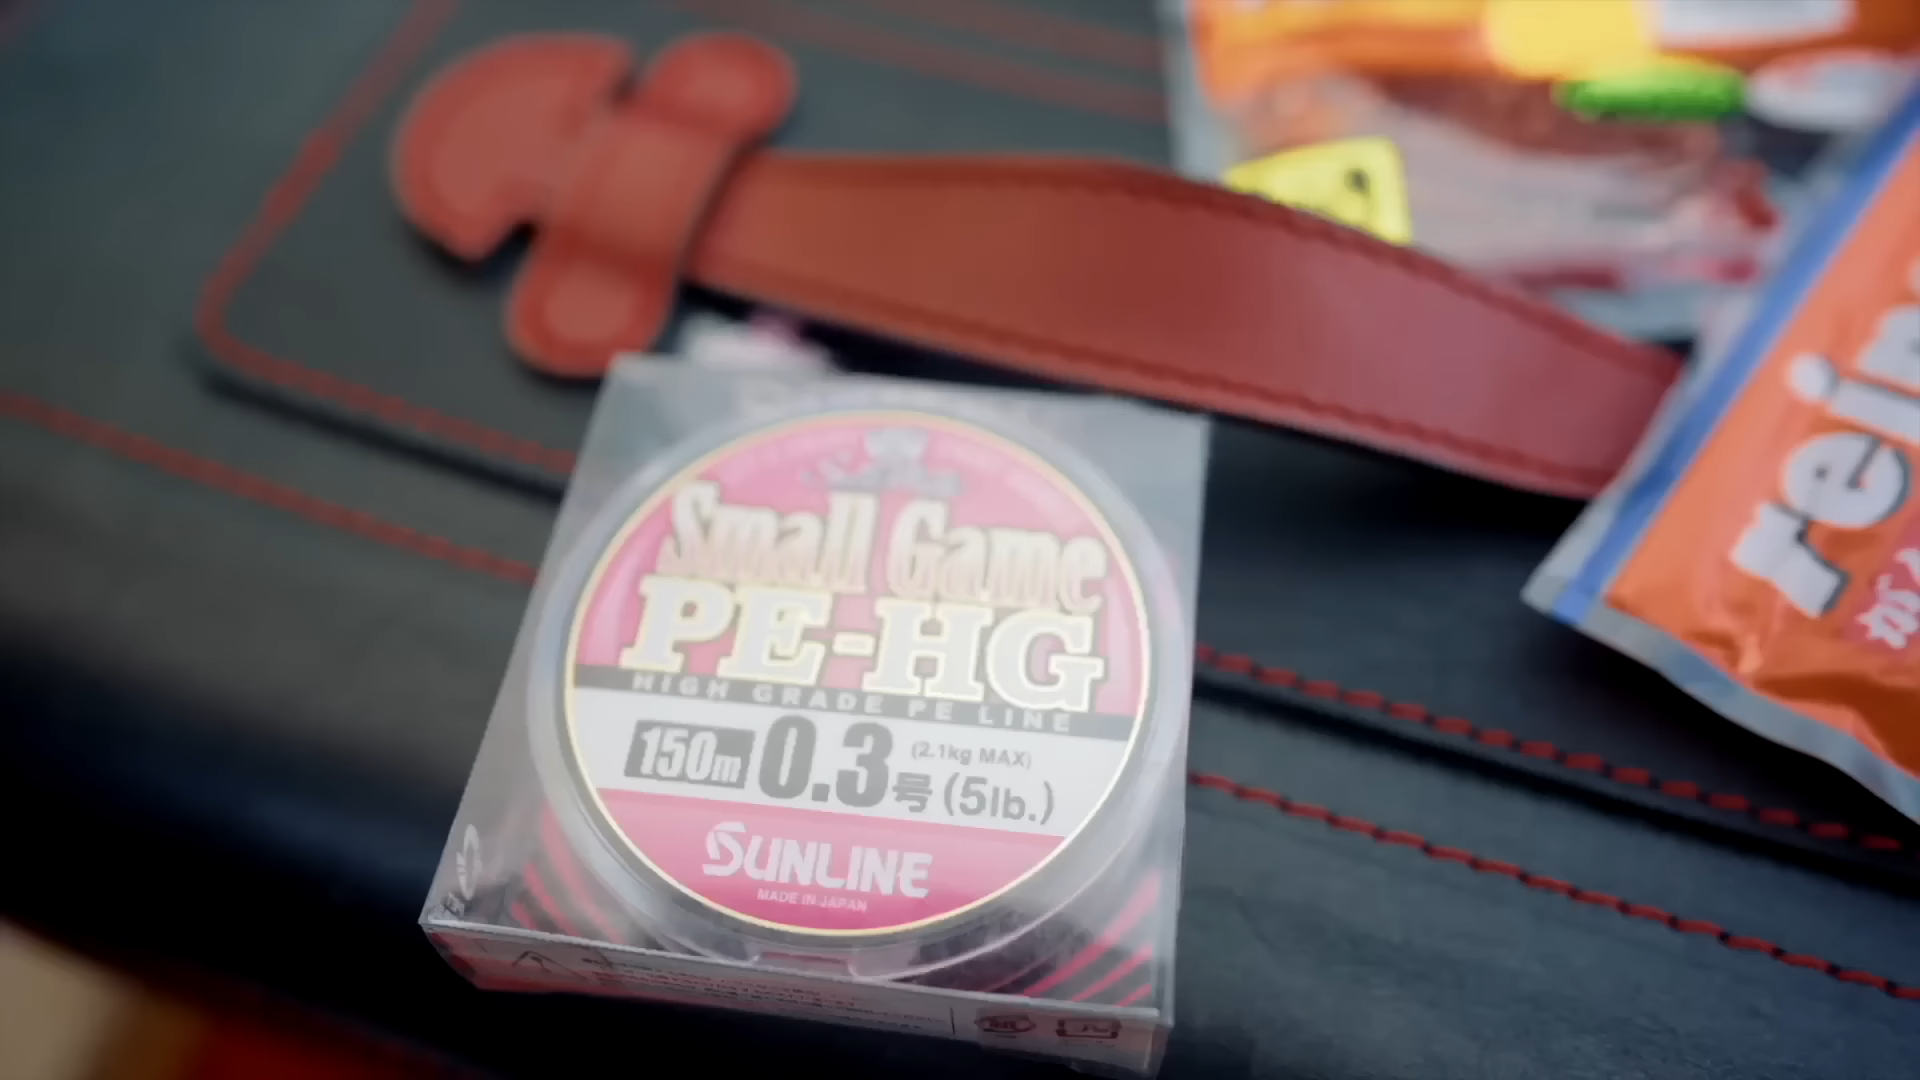 Small Game
PE-HG
HIGH GRADE PE LINE
150m 0.3号 (5lb.)
(2.1kg MAX)
SUNLINE
MADE IN JAPAN
rein